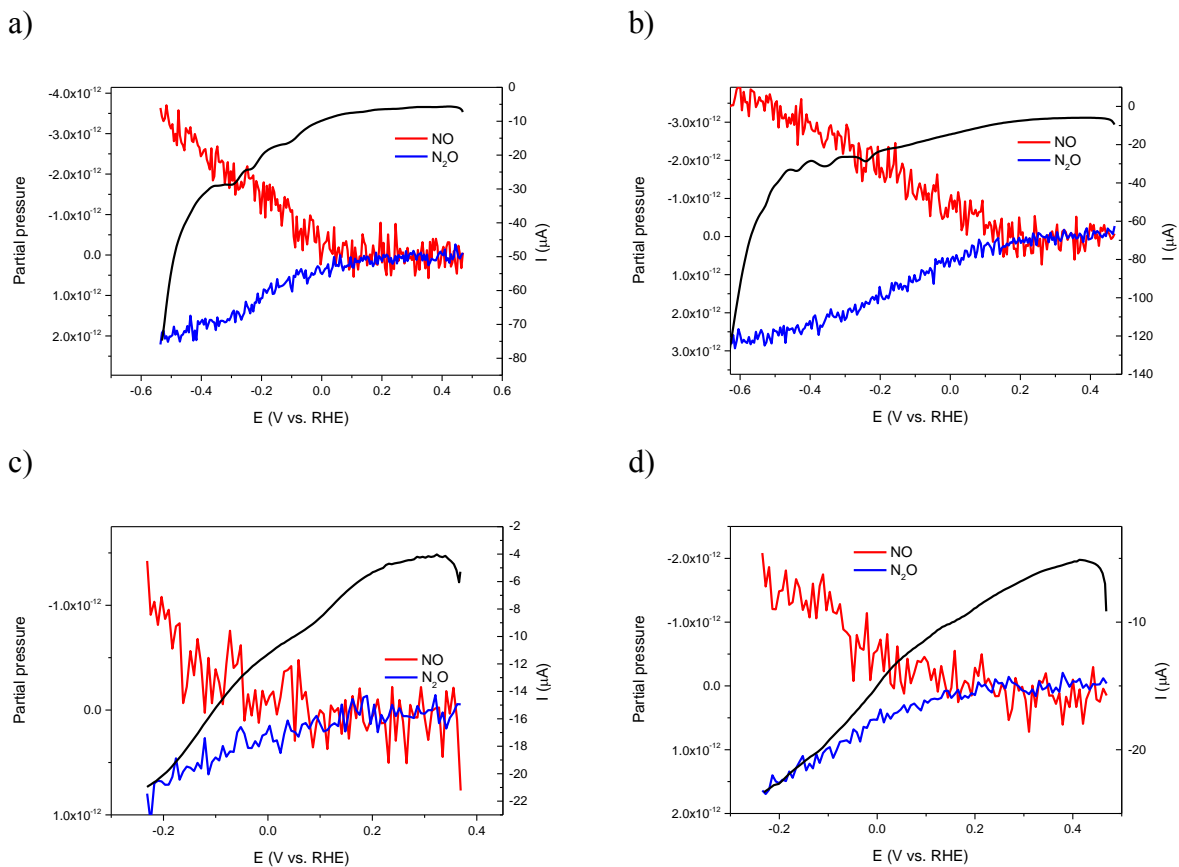 a)
-4.0x10⁻¹²
-3.0x10⁻¹²
-2.0x10⁻¹²
-1.0x10⁻¹²
0.0
1.0x10⁻¹²
2.0x10⁻¹²
Partial pressure
NO
N₂O
0
-10
-20
-30
-40
-50
-60
-70
-80
I (µA)
-0.6 -0.4 -0.2 0.0 0.2 0.4 0.6
E (V vs. RHE)
b)
-3.0x10⁻¹²
-2.0x10⁻¹²
-1.0x10⁻¹²
0.0
1.0x10⁻¹²
2.0x10⁻¹²
3.0x10⁻¹²
Partial pressure
NO
N₂O
0
-20
-40
-60
-80
-100
-120
-140
I (µA)
-0.6 -0.4 -0.2 0.0 0.2 0.4
E (V vs. RHE)
c)
-1.0x10⁻¹²
0.0
1.0x10⁻¹²
Partial pressure
NO
N₂O
-2
-4
-6
-8
-10
-12
-14
-16
-18
-20
-22
I (µA)
-0.2 0.0 0.2 0.4
E (V vs. RHE)
d)
-2.0x10⁻¹²
-1.0x10⁻¹²
0.0
1.0x10⁻¹²
2.0x10⁻¹²
Partial pressure
NO
N₂O
-10
-20
I (µA)
-0.2 0.0 0.2 0.4
E (V vs. RHE)